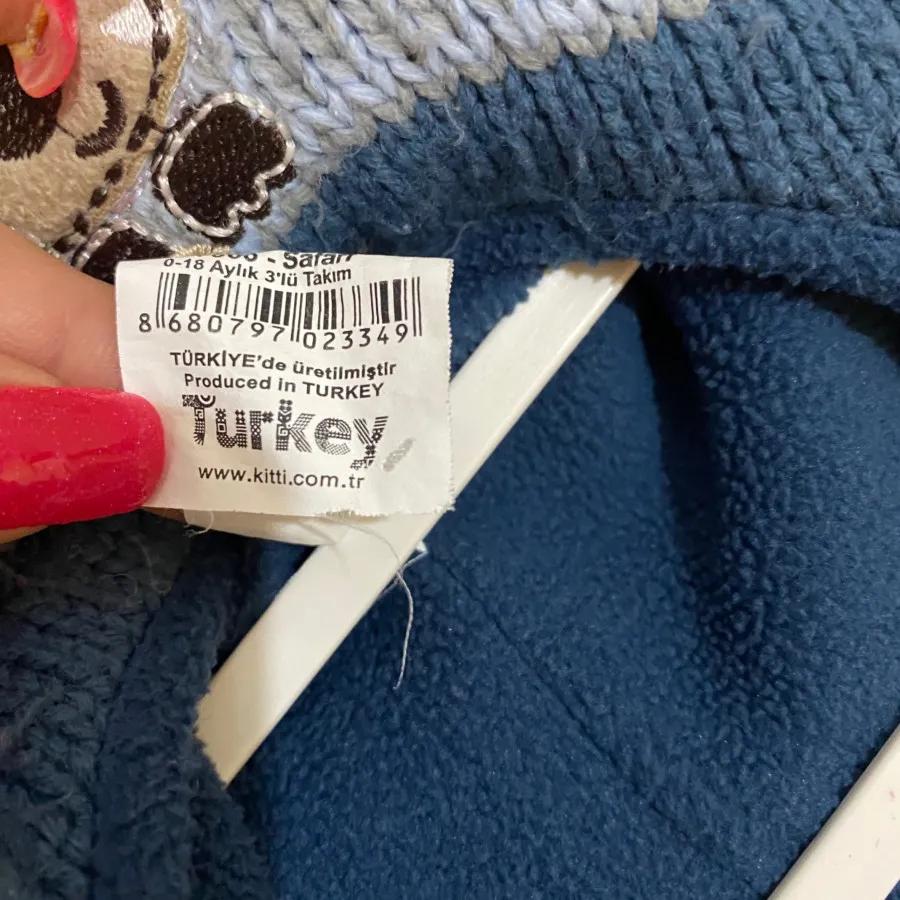 - Safari
6-18 Aylık 3'lü Takım
8 680797 023349
TÜRKİYE'de üretilmiştir
Produced in TURKEY
Turkey
www.kitti.com.tr